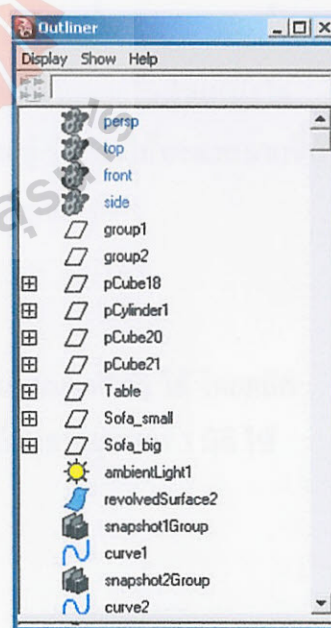 Outliner
Display Show Help
persp
top
front
side
group1
group2
pCube18
pCylinder1
pCube20
pCube21
Table
Sofa_small
Sofa_big
ambientLight1
revolvedSurface2
snapshot1Group
curve1
snapshot2Group
curve2